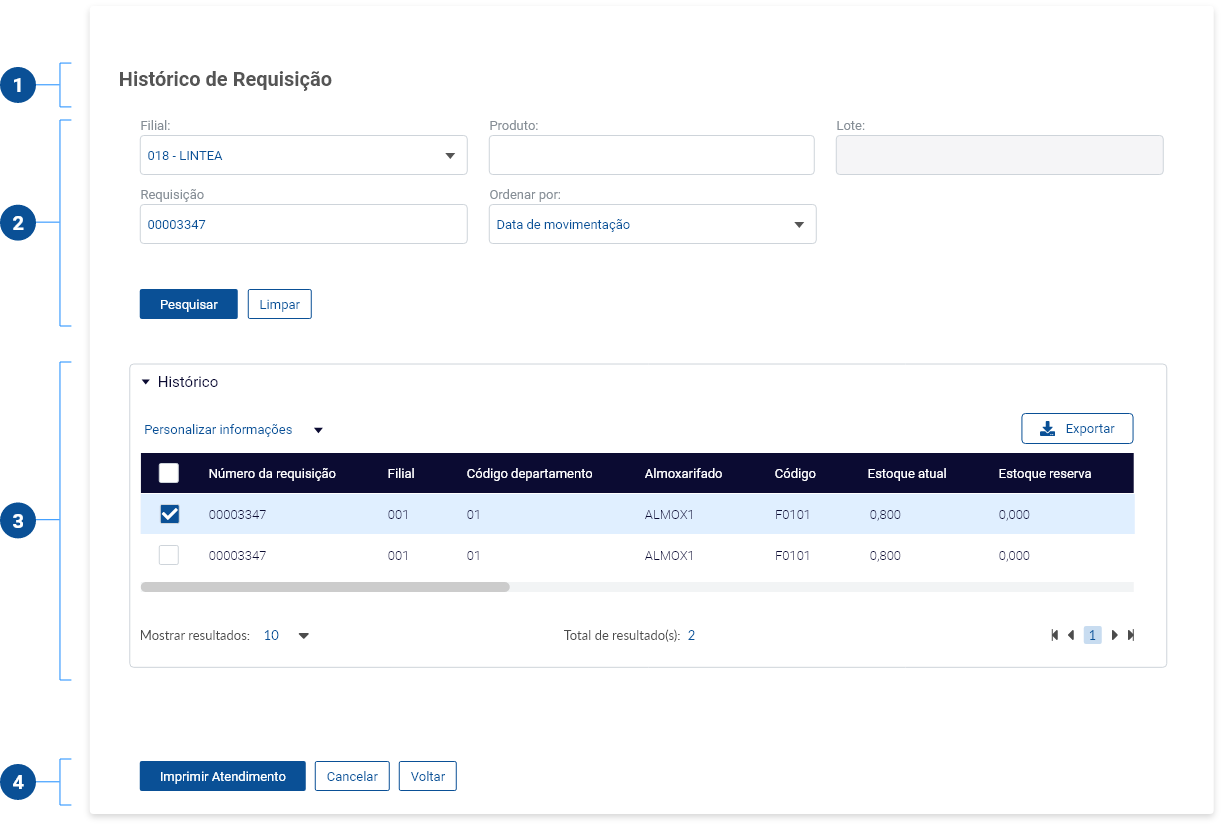 1
Histórico de Requisição
2
Filial: Produto: Lote:
018 - LINTEA
Requisição Ordenar por:
00003347 Data de movimentação
Pesquisar Limpar
3
Histórico
Personalizar informações Exportar
Número da requisição Filial Código departamento Almoxarifado Código Estoque atual Estoque reserva
00003347 001 01 ALMOX1 F0101 0,800 0,000
00003347 001 01 ALMOX1 F0101 0,800 0,000
Mostrar resultados: 10 Total de resultado(s): 2 1
4
Imprimir Atendimento Cancelar Voltar